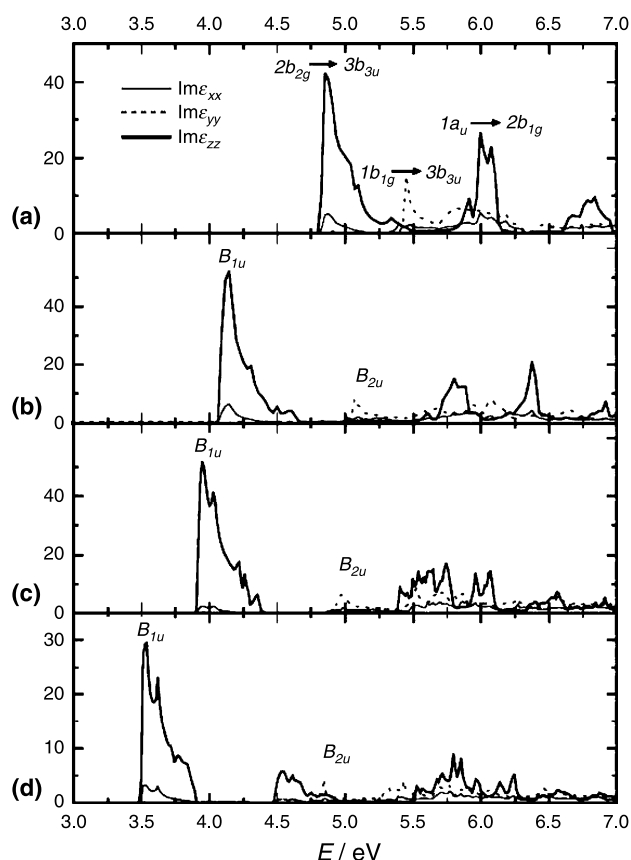 (a)
40
20
0
Imεxx
Imεyy
Imεzz
2b2g → 3b3u
1b1g → 3b3u
1au → 2b1g
(b)
40
20
0
B1u
B2u
(c)
40
20
0
B1u
B2u
(d)
30
20
10
0
B1u
B2u
3.0 3.5 4.0 4.5 5.0 5.5 6.0 6.5 7.0
3.0 3.5 4.0 4.5 5.0 5.5 6.0 6.5 7.0
E / eV